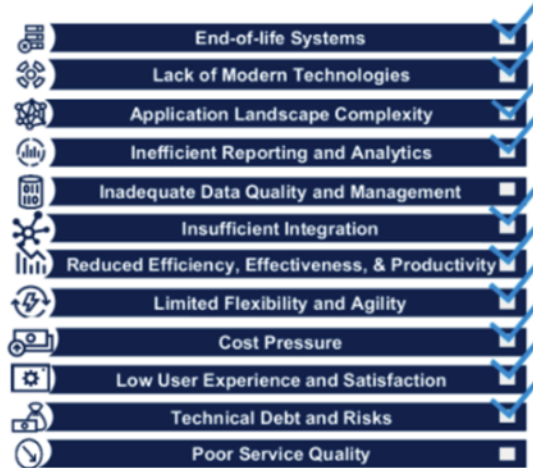 End-of-life Systems
Lack of Modern Technologies
Application Landscape Complexity
Inefficient Reporting and Analytics
Inadequate Data Quality and Management
Insufficient Integration
Reduced Efficiency, Effectiveness, & Productivity
Limited Flexibility and Agility
Cost Pressure
Low User Experience and Satisfaction
Technical Debt and Risks
Poor Service Quality